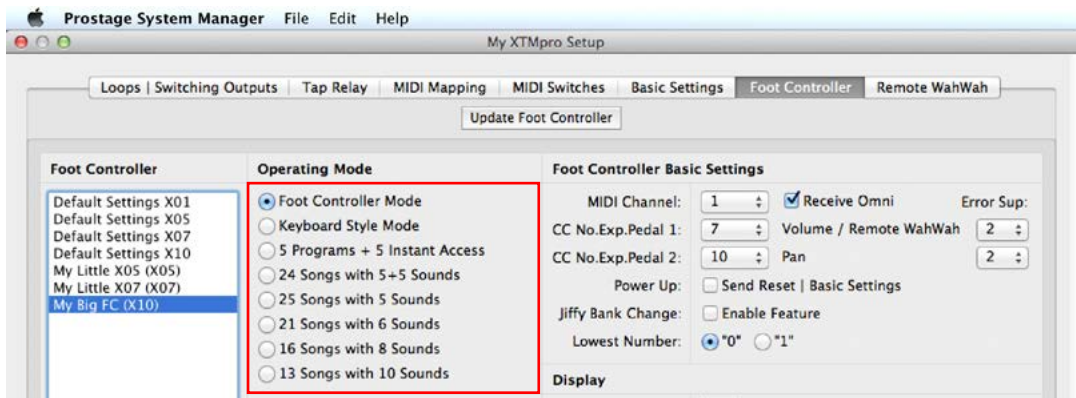 Prostage System Manager File Edit Help
My XTMpro Setup
Loops | Switching Outputs Tap Relay MIDI Mapping MIDI Switches Basic Settings Foot Controller Remote WahWah
Update Foot Controller
Foot Controller
Default Settings X01
Default Settings X05
Default Settings X07
Default Settings X10
My Little X05 (X05)
My Little X07 (X07)
My Big FC (X10)
Operating Mode
Foot Controller Mode
Keyboard Style Mode
5 Programs + 5 Instant Access
24 Songs with 5+5 Sounds
25 Songs with 5 Sounds
21 Songs with 6 Sounds
16 Songs with 8 Sounds
13 Songs with 10 Sounds
Foot Controller Basic Settings
MIDI Channel: 1 Receive Omni Error Sup:
CC No.Exp.Pedal 1: 7 Volume / Remote WahWah 2
CC No.Exp.Pedal 2: 10 Pan 2
Power Up: Send Reset | Basic Settings
Jiffy Bank Change: Enable Feature
Lowest Number: "0" "1"
Display